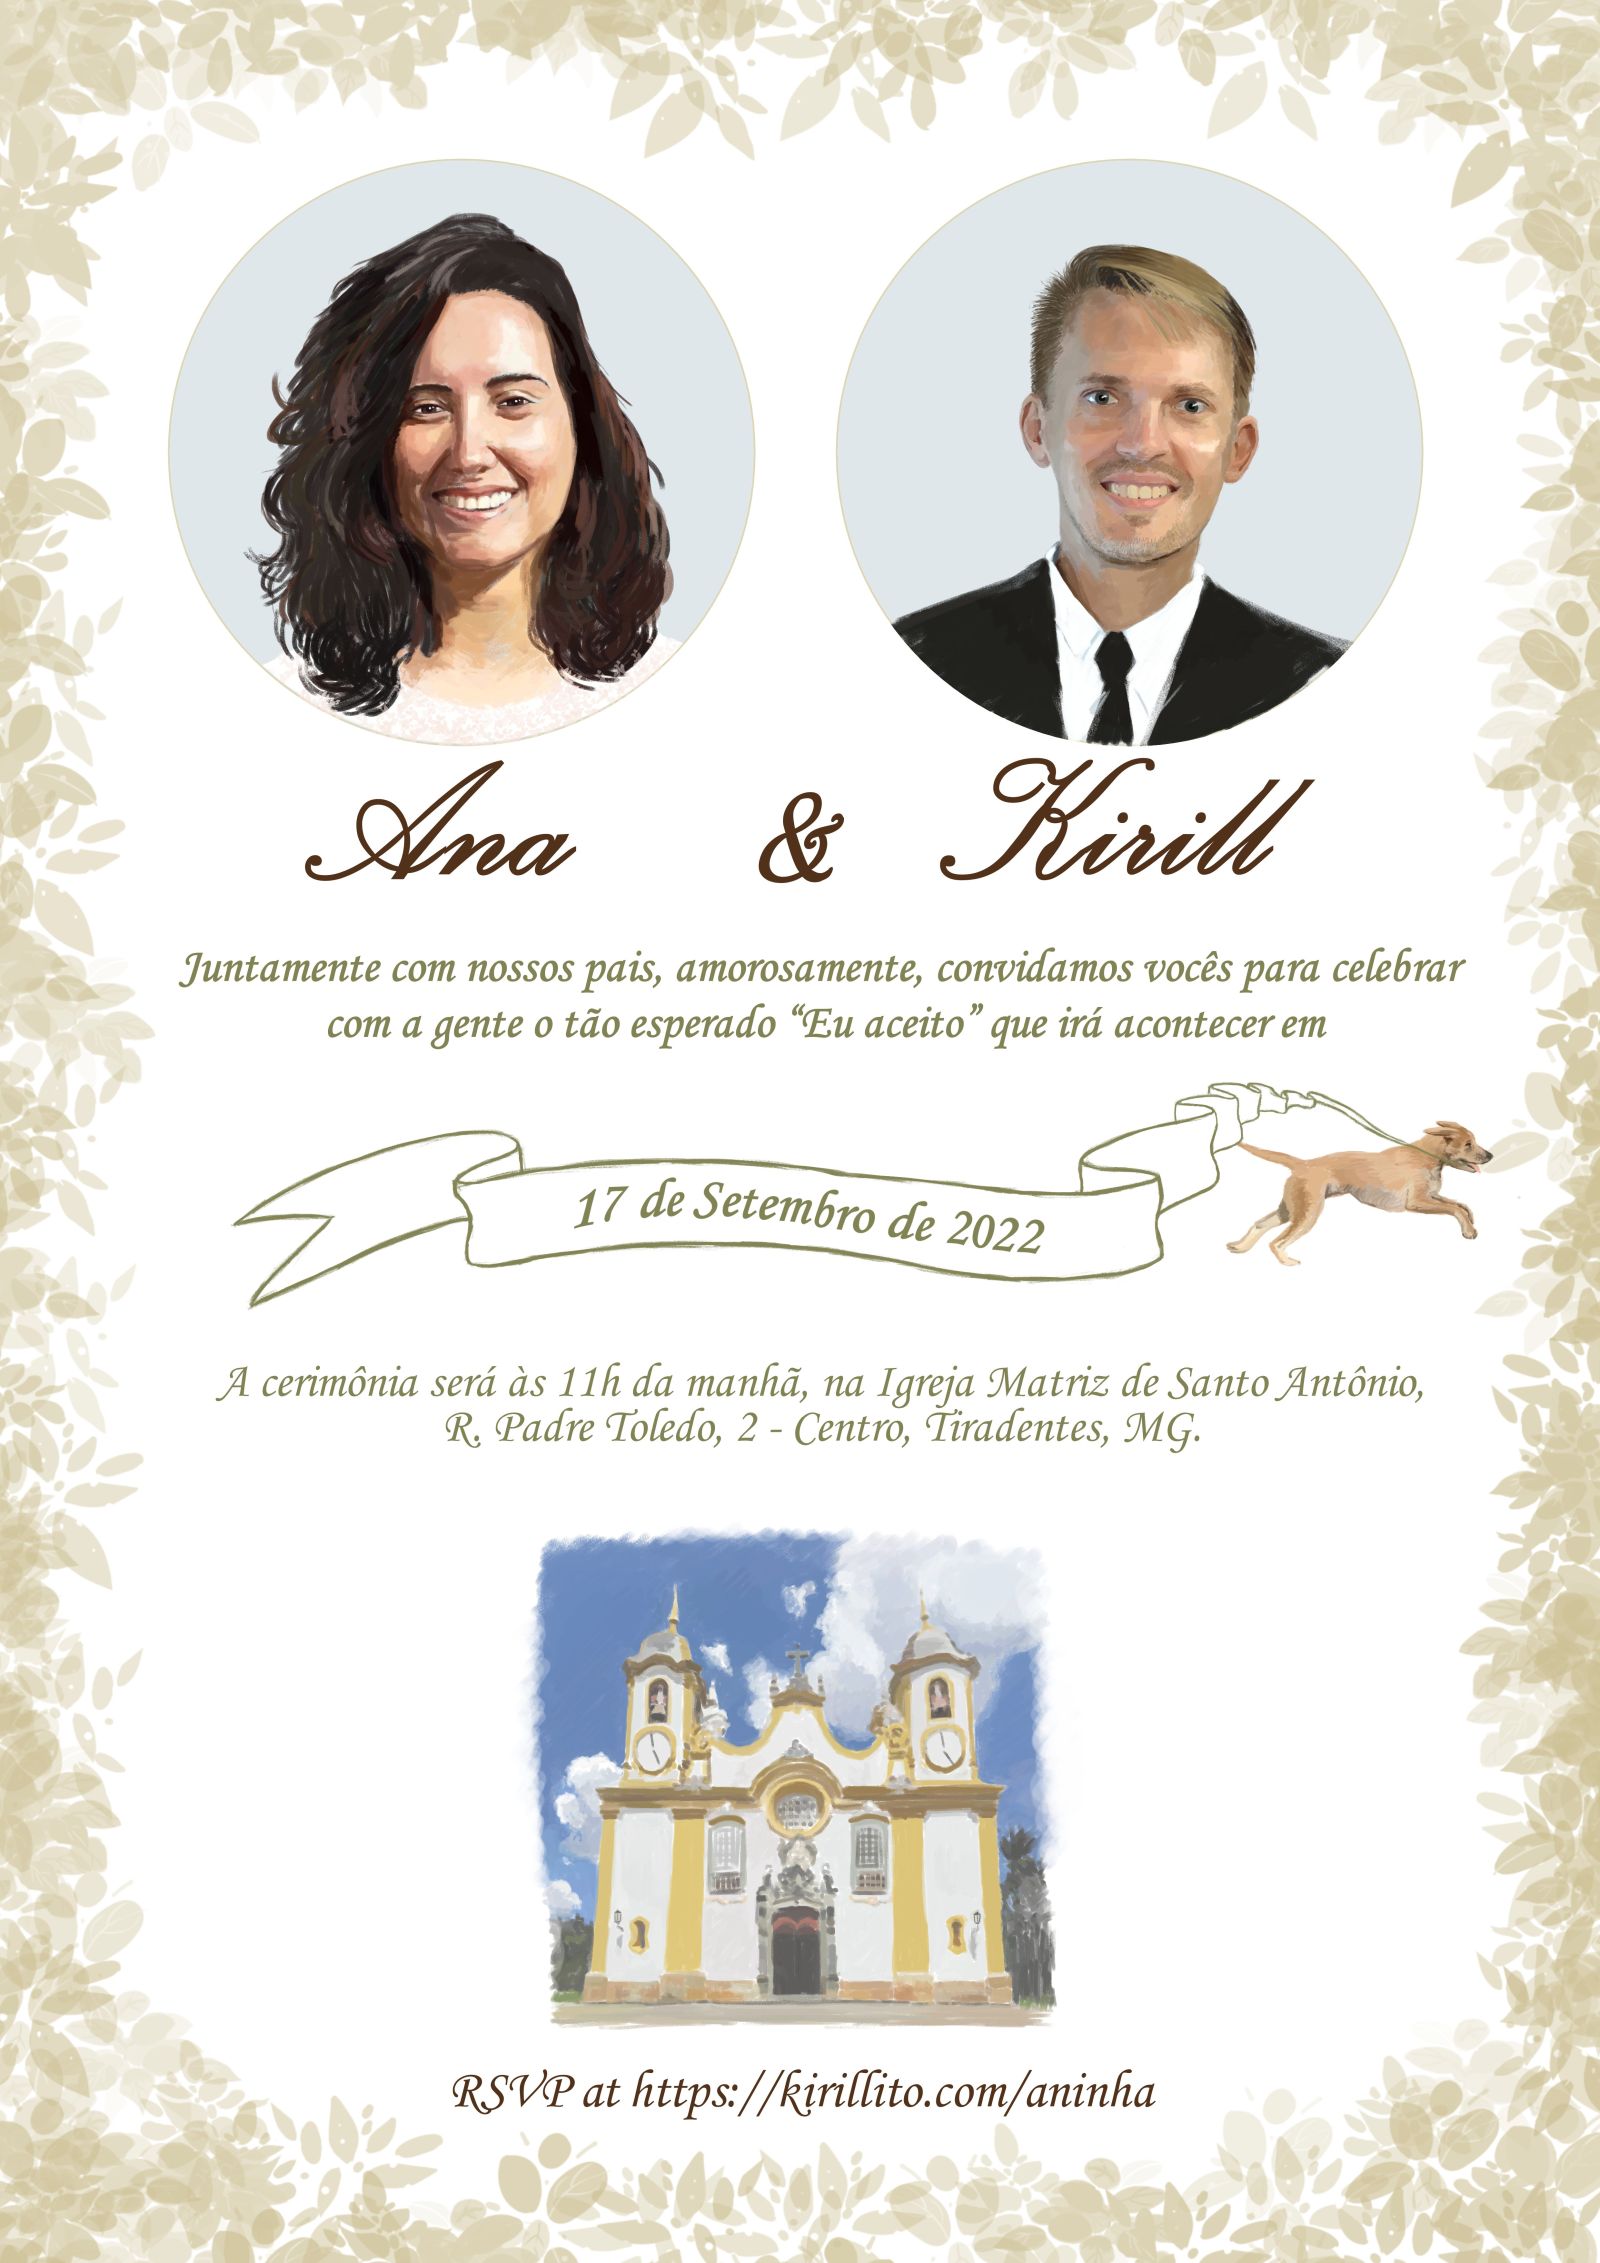 Ana & Kirill
Juntamente com nossos pais, amorosamente, convidamos vocês para celebrar
com a gente o tão esperado “Eu aceito” que irá acontecer em
17 de Setembro de 2022
A cerimônia será às 11h da manhã, na Igreja Matriz de Santo Antônio,
R. Padre Toledo, 2 - Centro, Tiradentes, MG.
RSVP at https://kirillito.com/aninha